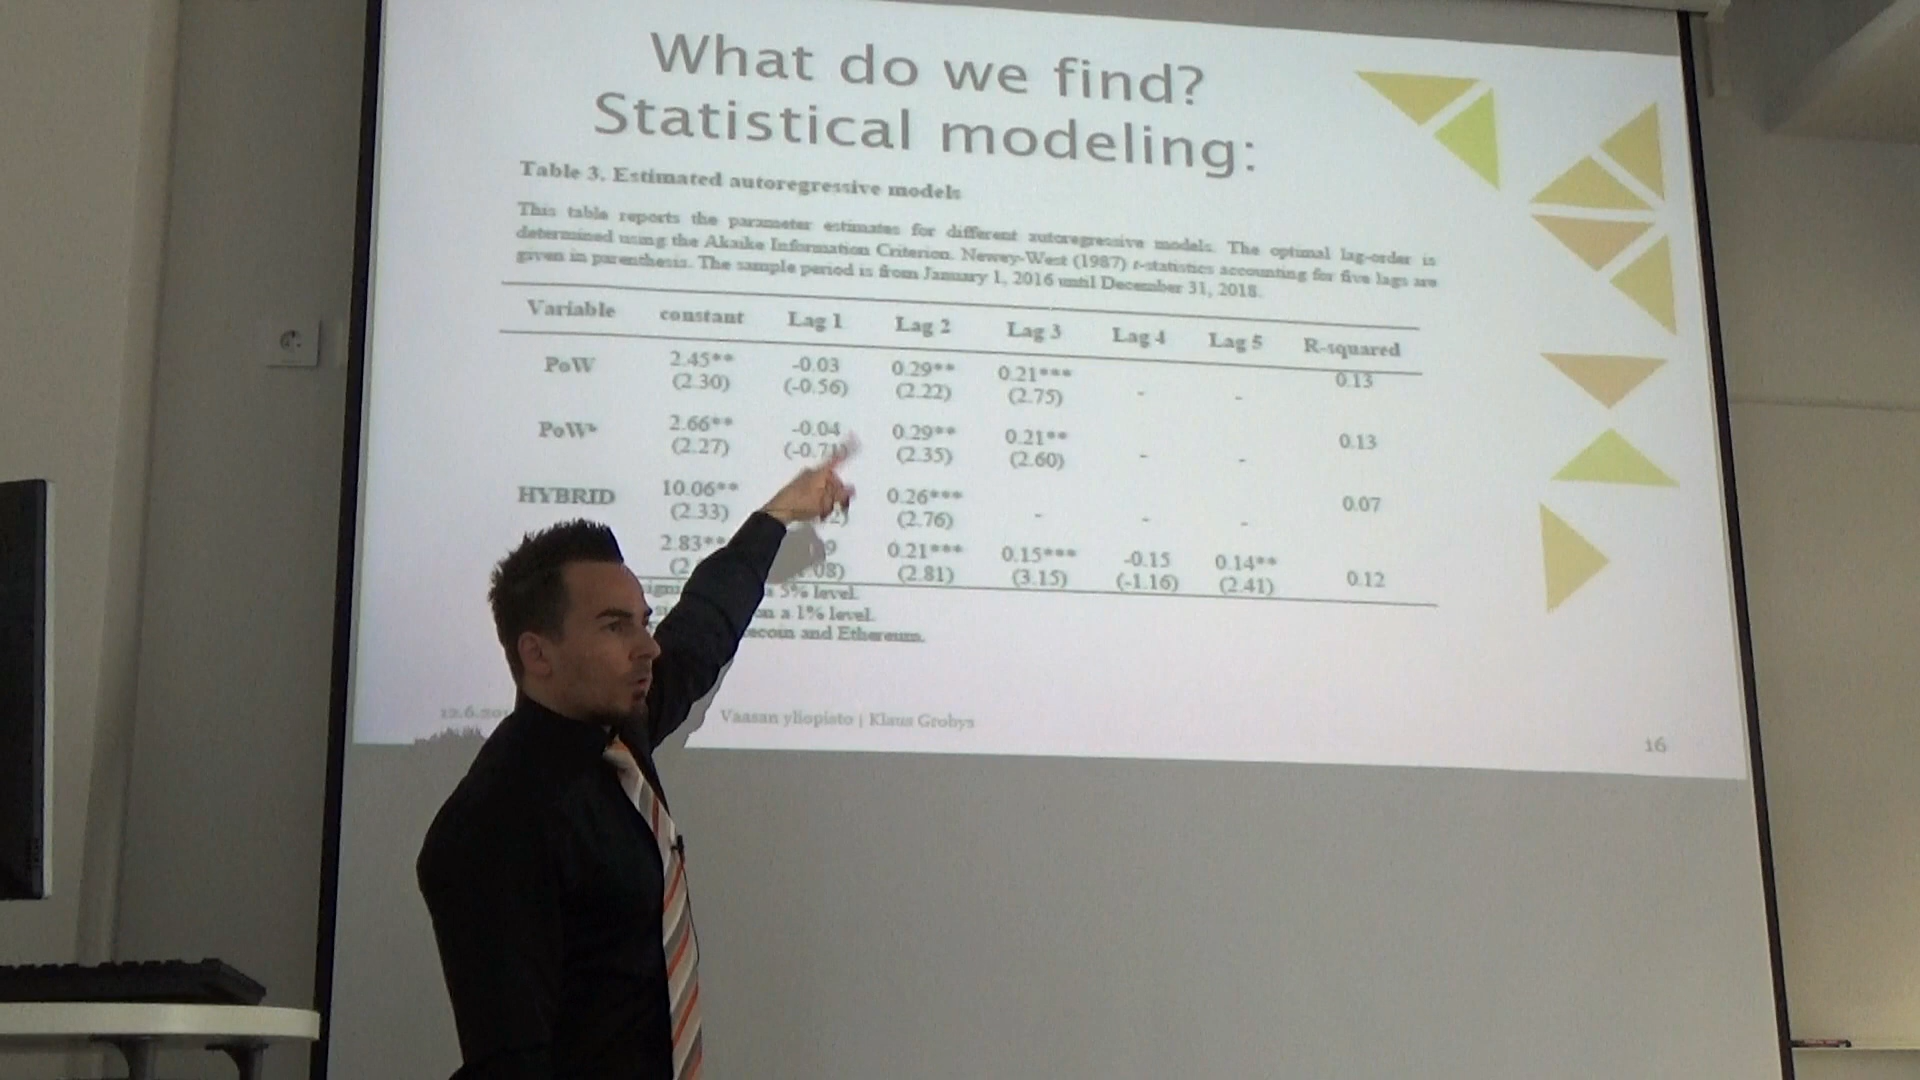 What do we find?
Statistical modeling:
Table 3. Estimated autoregressive models
This table reports the parameter estimates for different autoregressive models. The optimal lag-order is
determined using the Akaike Information Criterion. Newey-West (1987) t-statistics accounting for five lags are
given in parenthesis. The sample period is from January 1, 2016 until December 31, 2018.
Variable constant Lag 1 Lag 2 Lag 3 Lag 4 Lag 5 R-squared
PoW 2.45** -0.03 0.29** 0.21*** - - 0.13
(2.30) (-0.56) (2.22) (2.75)
PoWᵇ 2.66** -0.04 0.29** 0.21** - - 0.13
(2.27) (-0.71) (2.35) (2.60)
HYBRID 10.06** 0.26*** - - - 0.07
(2.33) (2.76)
2.83** 0.21*** 0.15*** -0.15 0.14** 0.12
(2.81) (3.15) (-1.16) (2.41)
5% level.
on a 1% level.
and Ethereum.
12.6. Vaasan yliopisto | Klaus Grobys 16